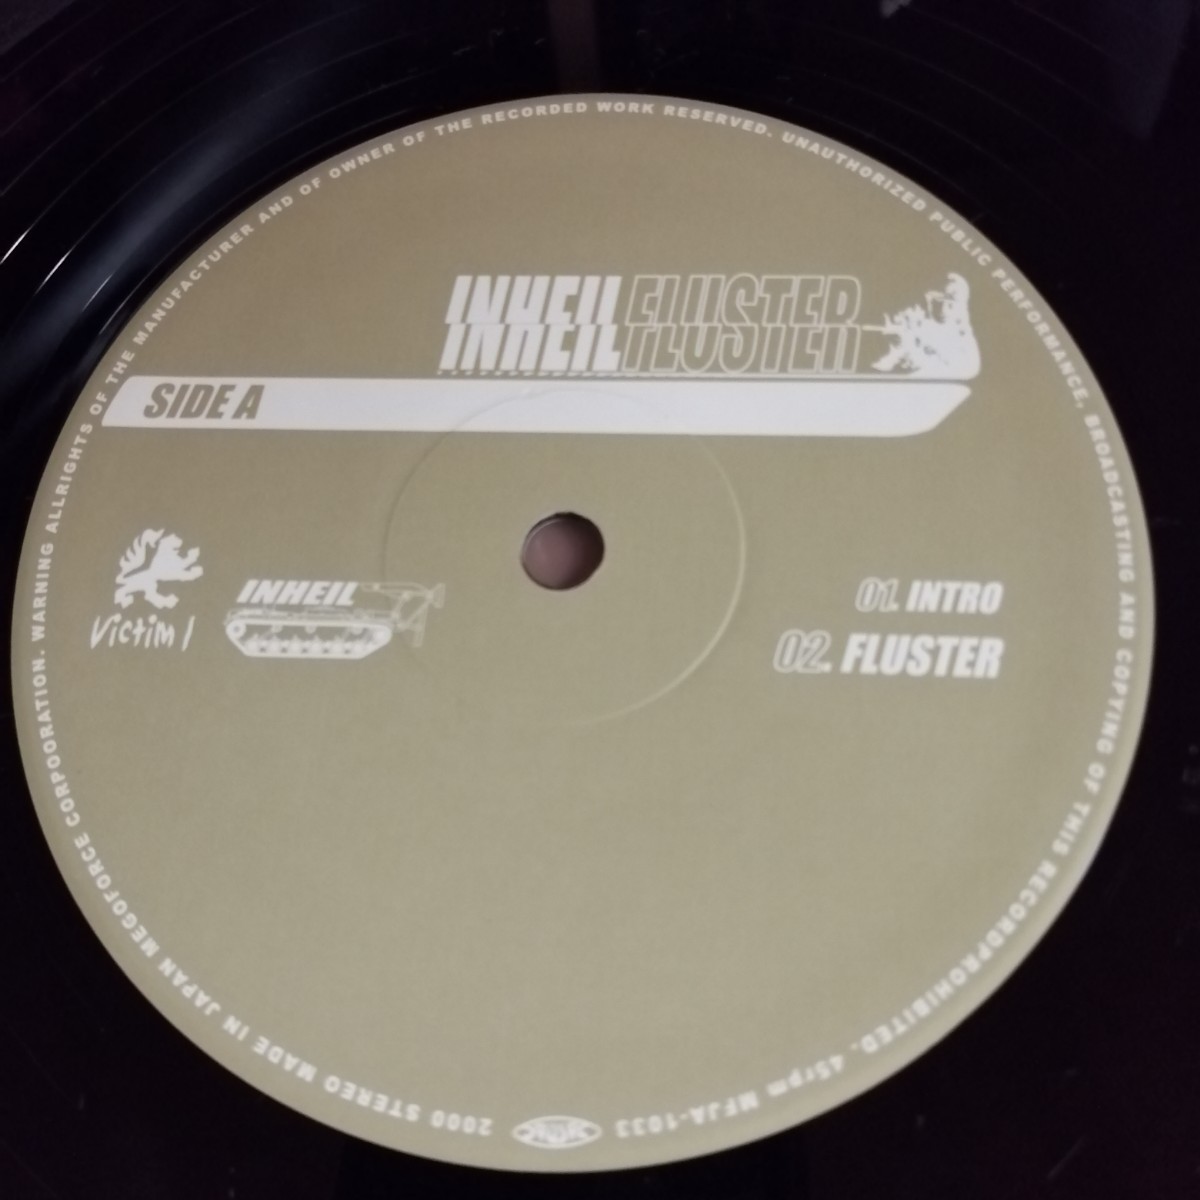 INHEIL FLUSTER
SIDE A
Victim 1
INHEIL
01. INTRO
02. FLUSTER
WARNING ALLRIGHTS OF THE MANUFACTURER AND OF OWNER OF THE RECORDED WORK RESERVED. UNAUTHORIZED PUBLIC PERFORMANCE, BROADCASTING AND COPYING OF THIS RECORDPROHIBITED. 45rpm MFJA-1033
2000 STEREO MADE IN JAPAN MEGOFORCE CORPOORATION.